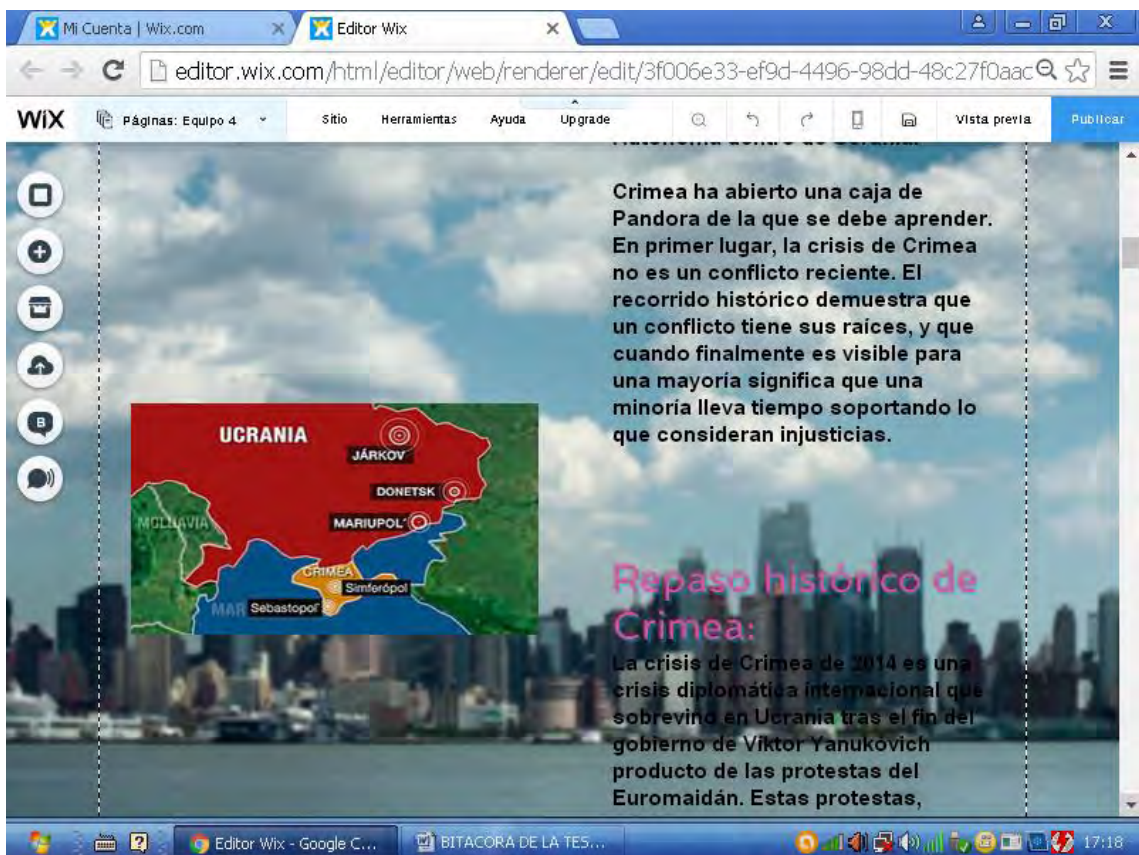 Mi Cuenta | Wix.com
Editor Wix
editor.wix.com/html/editor/web/renderer/edit/3f006e33-ef9d-4496-98dd-48c27f0aac
WiX
Páginas: Equipo 4
Sitio
Herramientas
Ayuda
Upgrade
Vista previa
Publicar
Crimea ha abierto una caja de
Pandora de la que se debe aprender.
En primer lugar, la crisis de Crimea
no es un conflicto reciente. El
recorrido histórico demuestra que
un conflicto tiene sus raíces, y que
cuando finalmente es visible para
una mayoría significa que una
minoría lleva tiempo soportando lo
que consideran injusticias.
UCRANIA
JÁRKOV
DONETSK
MARIUPOL'
MOLDAVIA
CRIMEA
Simferópol
MAR
Sebastopol'
Repaso histórico de
Crimea:
La crisis de Crimea de 2014 es una
crisis diplomática internacional que
sobrevino en Ucrania tras el fin del
gobierno de Víktor Yanukóvich
producto de las protestas del
Euromaidán. Estas protestas,
Editor Wix - Google C...
BITACORA DE LA TES...
17:18